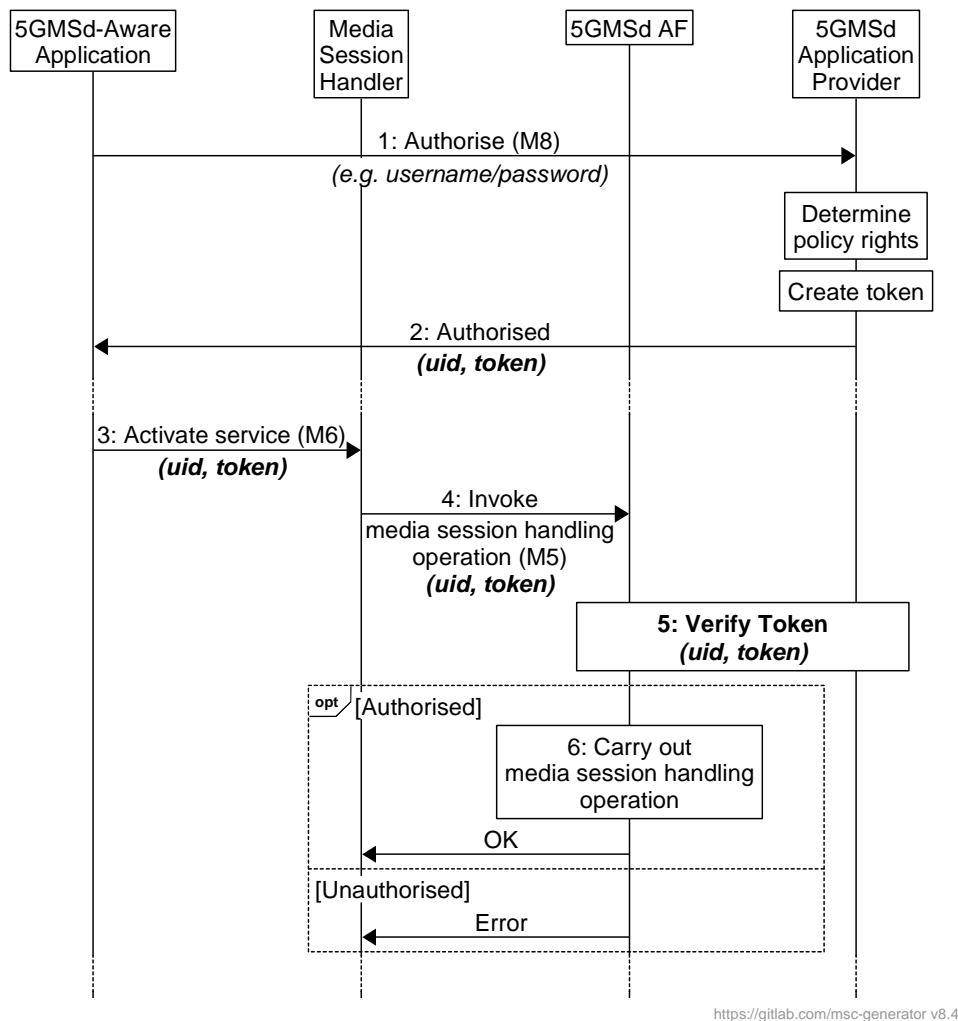 5GMSd-Aware
Application
Media
Session
Handler
5GMSd AF
5GMSd
Application
Provider
1: Authorise (M8)
(e.g. username/password)
Determine
policy rights
Create token
2: Authorised
(uid, token)
3: Activate service (M6)
(uid, token)
4: Invoke
media session handling
operation (M5)
(uid, token)
5: Verify Token
(uid, token)
opt
[Authorised]
6: Carry out
media session handling
operation
OK
[Unauthorised]
Error
https://gitlab.com/msc-generator v8.4